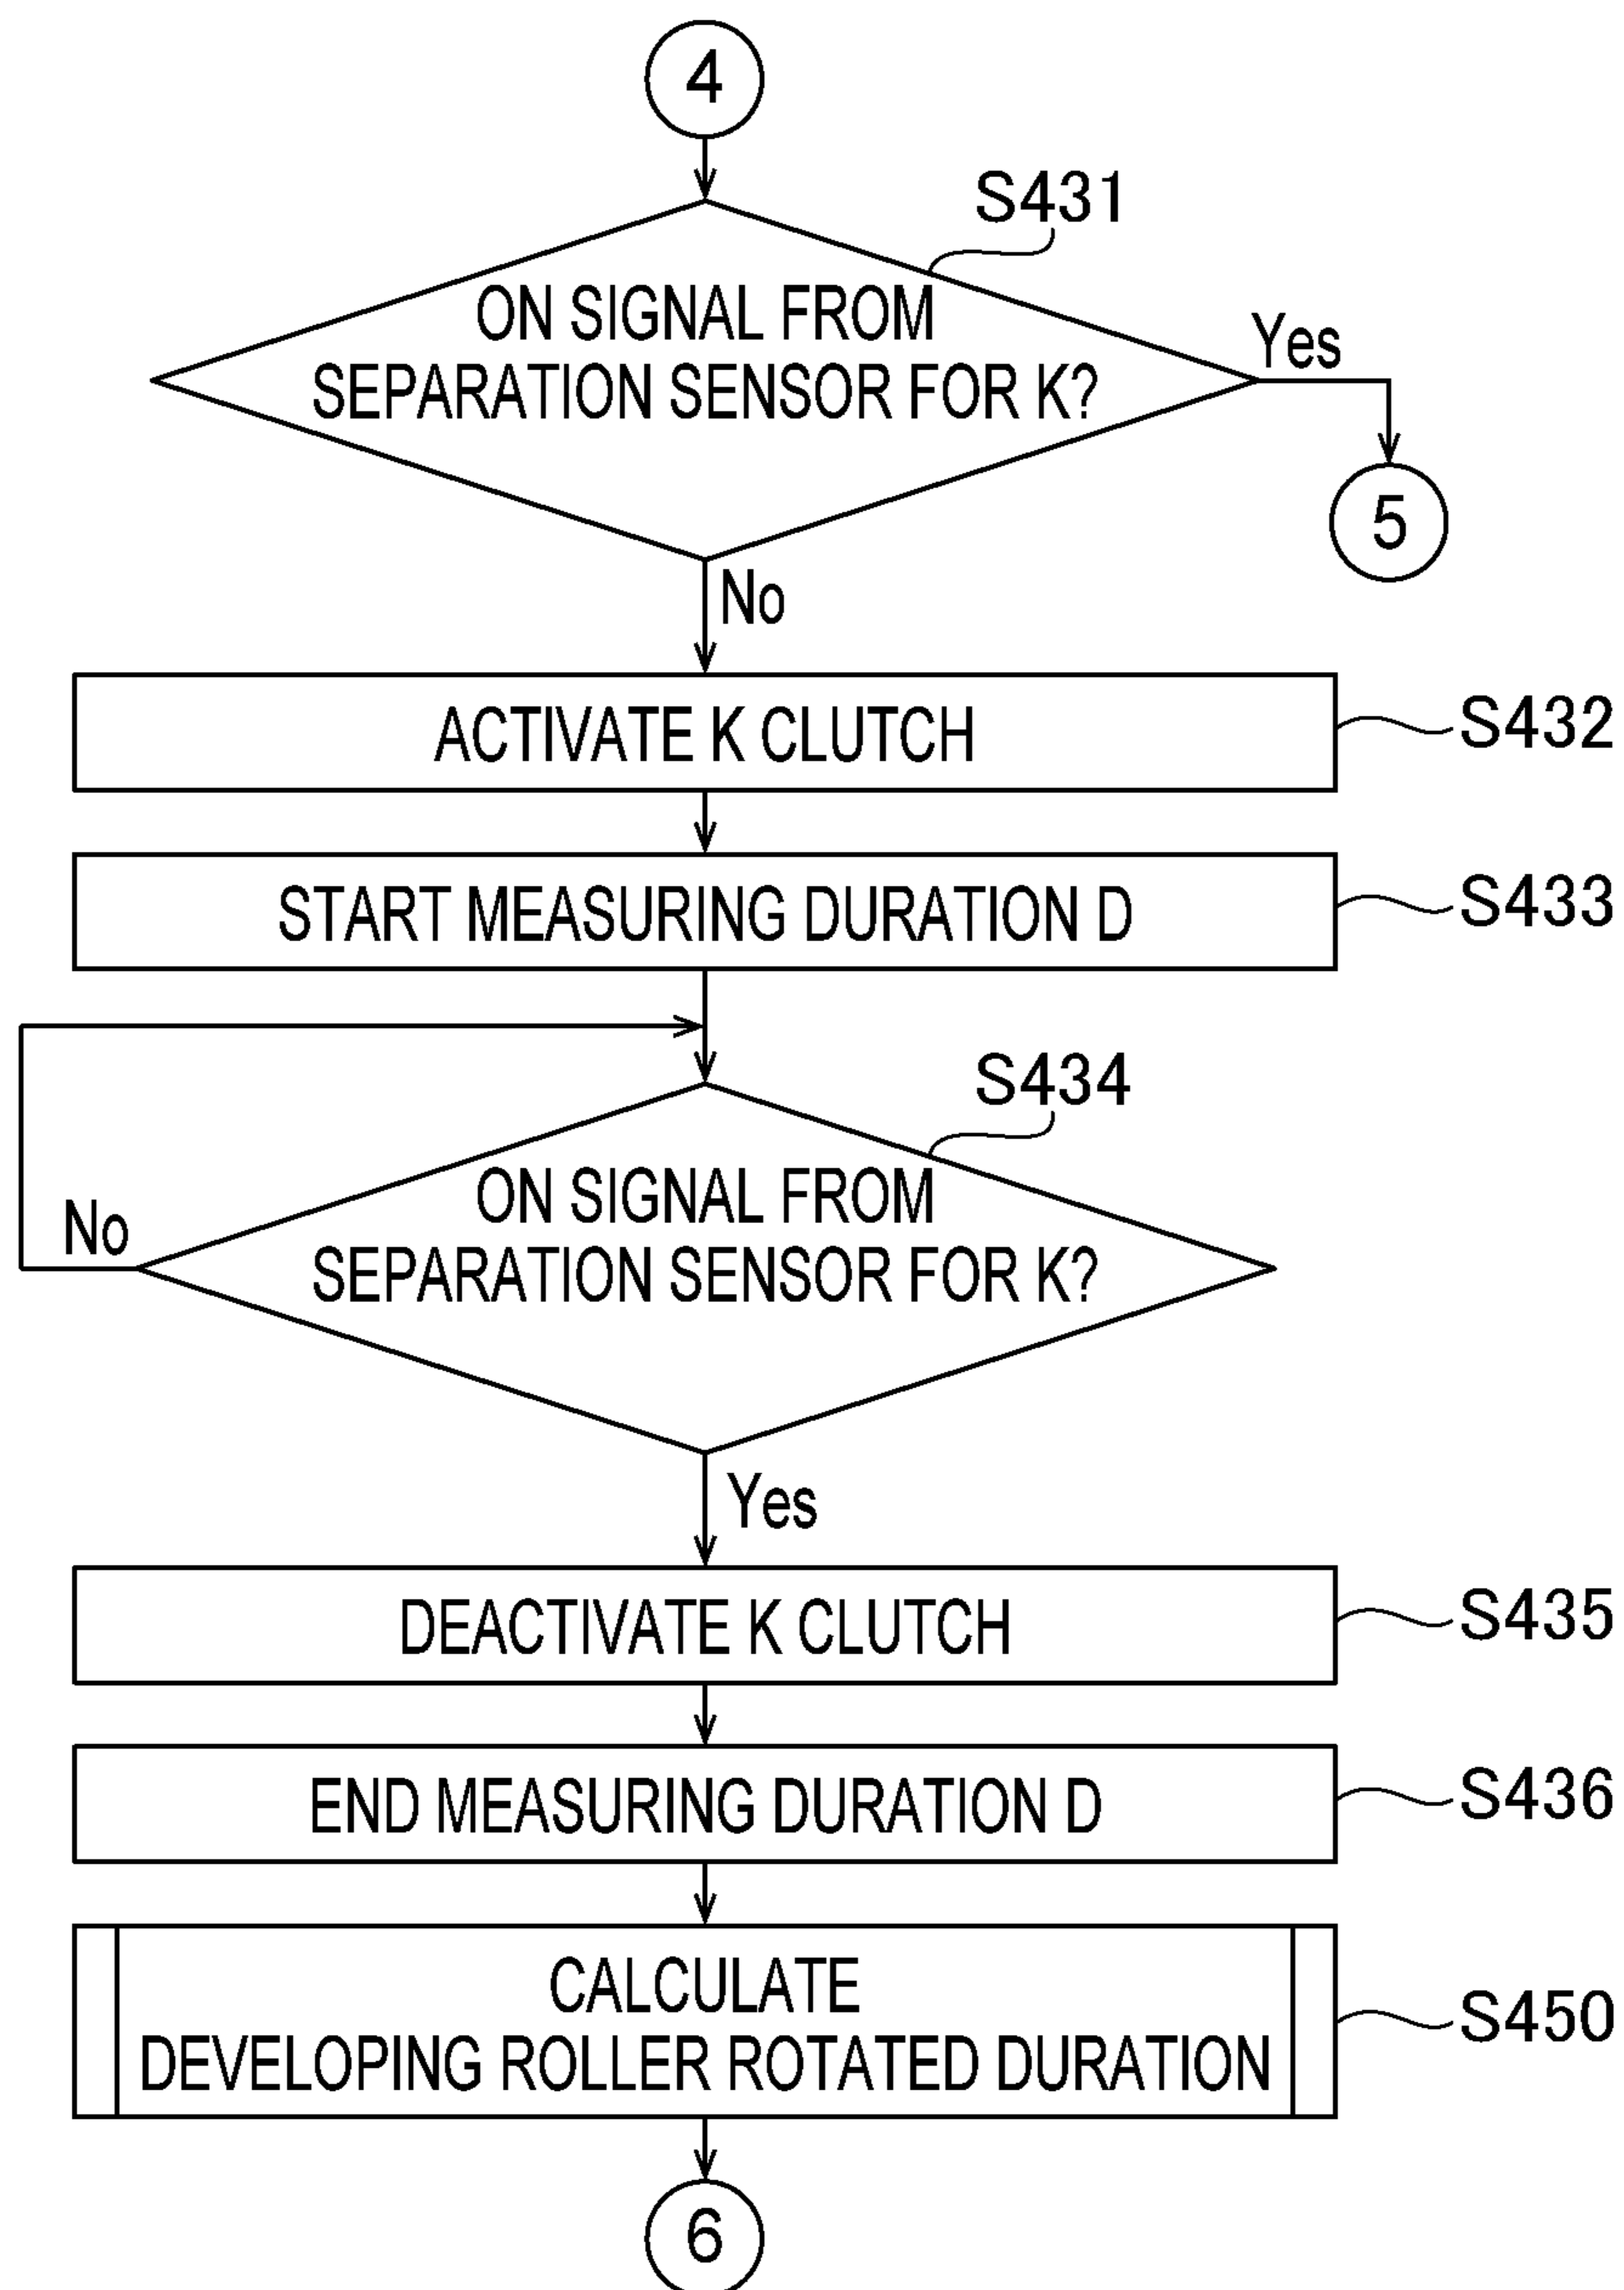 4
S431
ON SIGNAL FROM
SEPARATION SENSOR FOR K?
Yes
5
No
ACTIVATE K CLUTCH
S432
START MEASURING DURATION D
S433
S434
ON SIGNAL FROM
SEPARATION SENSOR FOR K?
No
Yes
DEACTIVATE K CLUTCH
S435
END MEASURING DURATION D
S436
CALCULATE
DEVELOPING ROLLER ROTATED DURATION
S450
6